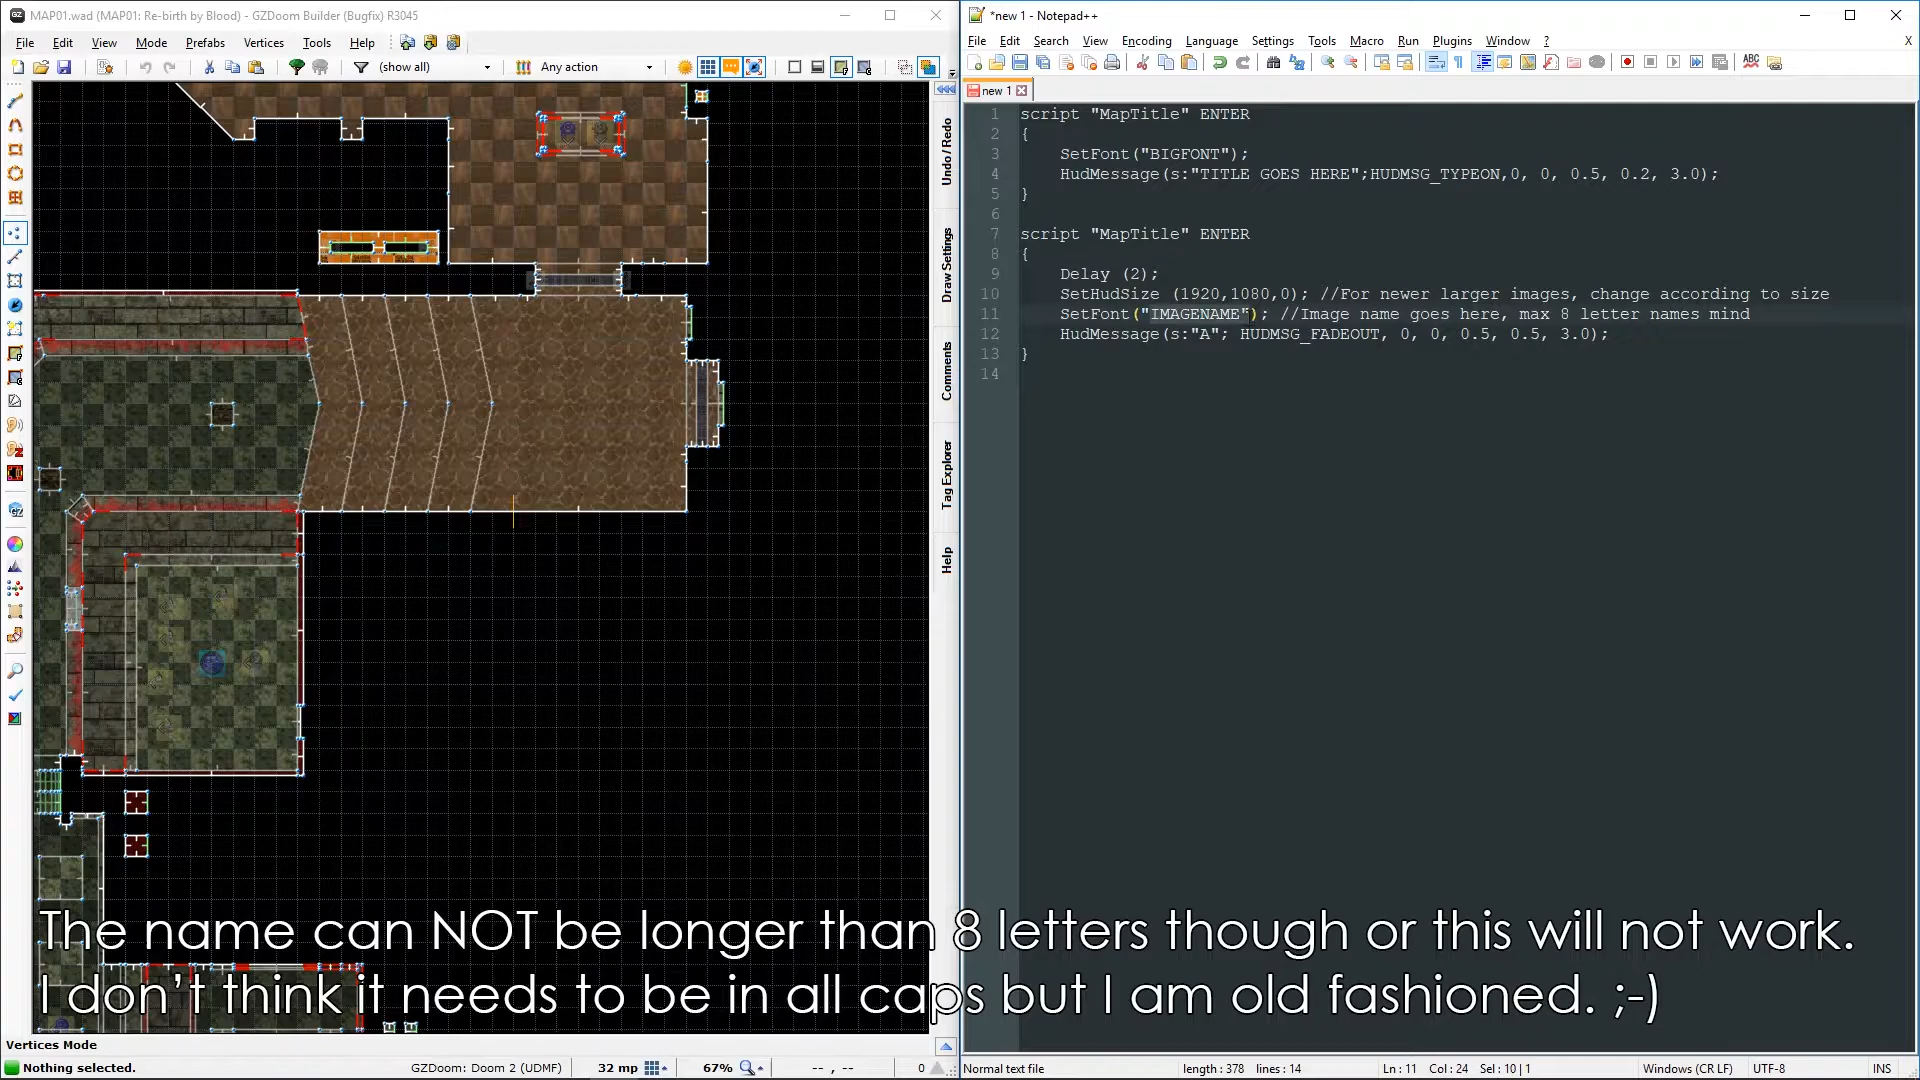 MAP01.wad (MAP01: Re-birth by Blood) - GZDoom Builder (Bugfix) R3045
File Edit View Mode Prefabs Vertices Tools Help
(show all) Any action
Undo / Redo
Draw Settings
Comments
Tag Explorer
Help
Vertices Mode
Nothing selected. GZDoom: Doom 2 (UDMF) 32 mp 67% -- , -- 0
*new 1 - Notepad++
File Edit Search View Encoding Language Settings Tools Macro Run Plugins Window ? X
new 1
1 script "MapTitle" ENTER
2 {
3 SetFont("BIGFONT");
4 HudMessage(s:"TITLE GOES HERE";HUDMSG_TYPEON,0, 0, 0.5, 0.2, 3.0);
5 }
6
7 script "MapTitle" ENTER
8 {
9 Delay (2);
10 SetHudSize (1920,1080,0); //For newer larger images, change according to size
11 SetFont("IMAGENAME"); //Image name goes here, max 8 letter names mind
12 HudMessage(s:"A"; HUDMSG_FADEOUT, 0, 0, 0.5, 0.5, 3.0);
13 }
14
The name can NOT be longer than 8 letters though or this will not work.
I don't think it needs to be in all caps but I am old fashioned. ;-)
Normal text file length : 378 lines : 14 Ln : 11 Col : 24 Sel : 10 | 1 Windows (CR LF) UTF-8 INS